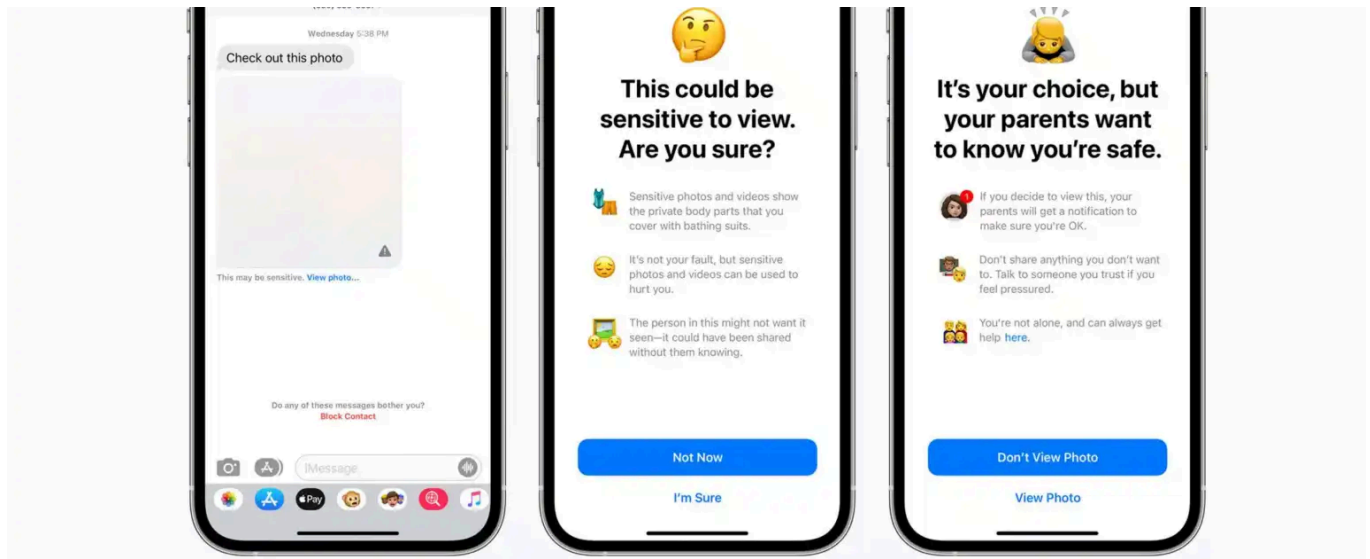 Wednesday 5:38 PM
Check out this photo
This may be sensitive. View photo...
Do any of these messages bother you?
Block Contact
iMessage
Pay
This could be
sensitive to view.
Are you sure?
Sensitive photos and videos show
the private body parts that you
cover with bathing suits.
It's not your fault, but sensitive
photos and videos can be used to
hurt you.
The person in this might not want it
seen—it could have been shared
without them knowing.
Not Now
I'm Sure
It's your choice, but
your parents want
to know you're safe.
1
If you decide to view this, your
parents will get a notification to
make sure you're OK.
Don't share anything you don't want
to. Talk to someone you trust if you
feel pressured.
You're not alone, and can always get
help here.
Don't View Photo
View Photo